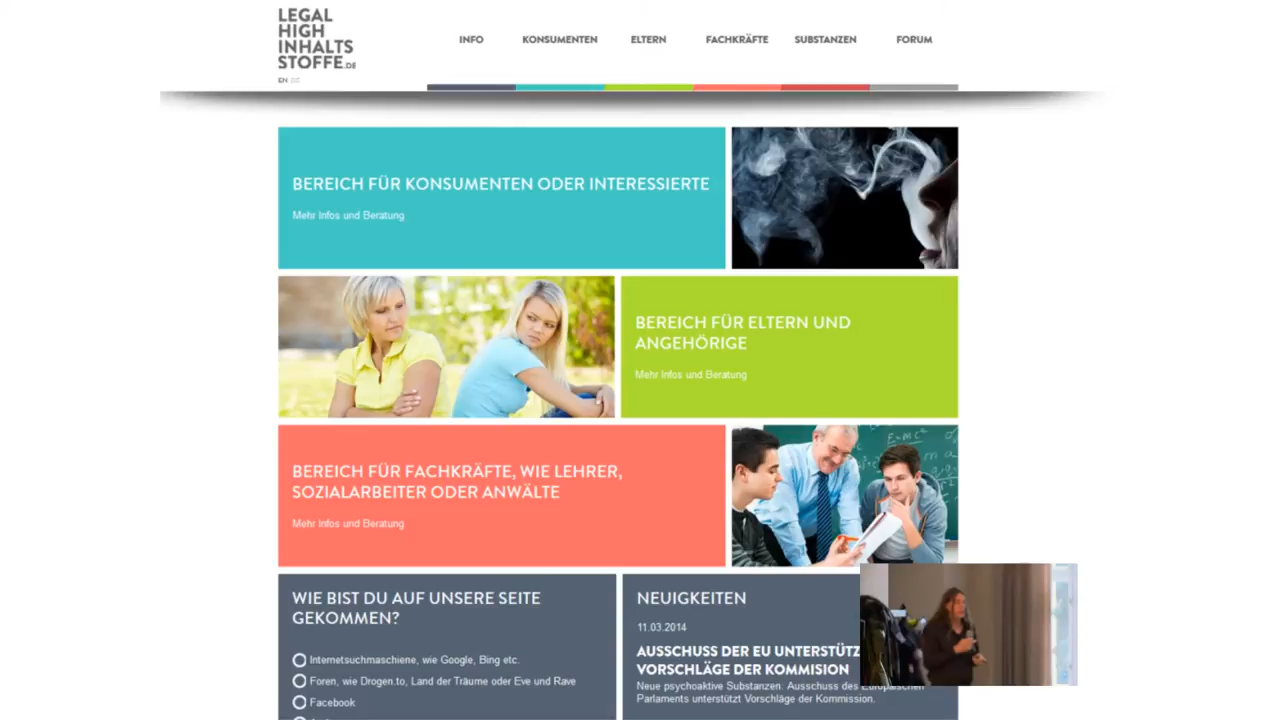 LEGAL
HIGH
INHALTS
STOFFE.DE
EN DE
INFO KONSUMENTEN ELTERN FACHKRÄFTE SUBSTANZEN FORUM
BEREICH FÜR KONSUMENTEN ODER INTERESSIERTE
Mehr Infos und Beratung
BEREICH FÜR ELTERN UND
ANGEHÖRIGE
Mehr Infos und Beratung
BEREICH FÜR FACHKRÄFTE, WIE LEHRER,
SOZIALARBEITER ODER ANWÄLTE
Mehr Infos und Beratung
E=mc²
WIE BIST DU AUF UNSERE SEITE
GEKOMMEN?
Internetsuchmaschiene, wie Google, Bing etc.
Foren, wie Drogen.to, Land der Träume oder Eve und Rave
Facebook
NEUIGKEITEN
11.03.2014
AUSSCHUSS DER EU UNTERSTÜTZ
VORSCHLÄGE DER KOMMISION
Neue psychoaktive Substanzen. Ausschuss des Europäischen
Parlaments unterstützt Vorschläge der Kommission.